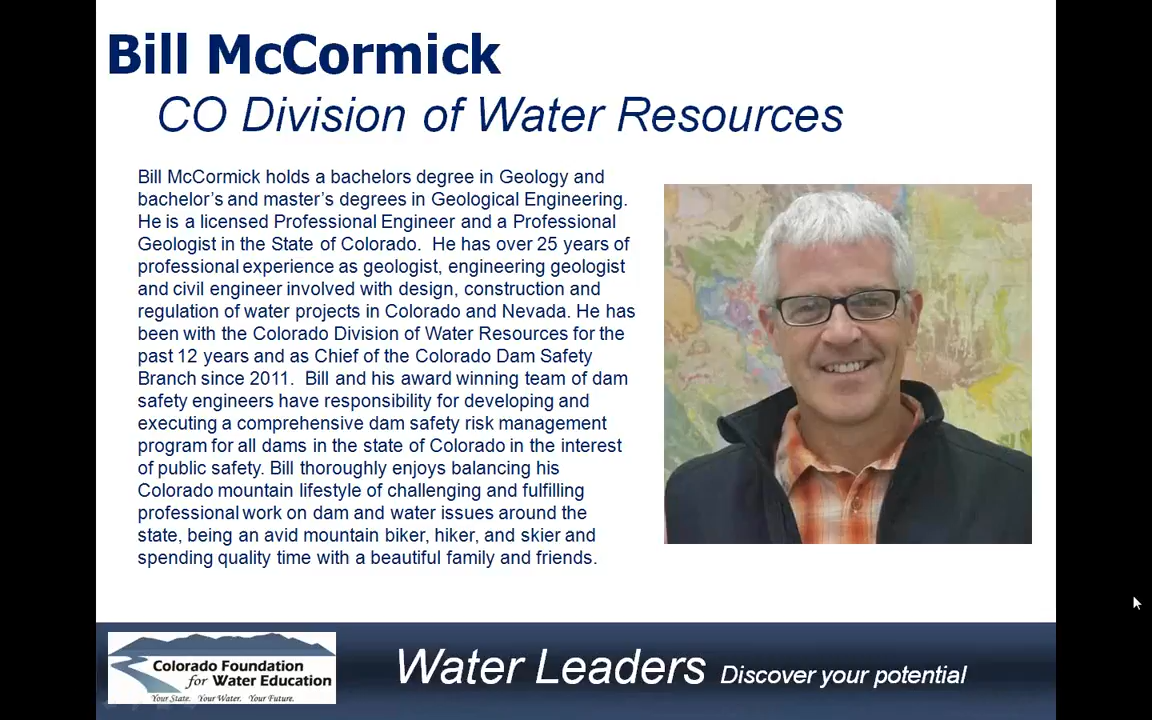 Bill McCormick
CO Division of Water Resources
Bill McCormick holds a bachelors degree in Geology and
bachelor's and master's degrees in Geological Engineering.
He is a licensed Professional Engineer and a Professional
Geologist in the State of Colorado.  He has over 25 years of
professional experience as geologist, engineering geologist
and civil engineer involved with design, construction and
regulation of water projects in Colorado and Nevada. He has
been with the Colorado Division of Water Resources for the
past 12 years and as Chief of the Colorado Dam Safety
Branch since 2011.  Bill and his award winning team of dam
safety engineers have responsibility for developing and
executing a comprehensive dam safety risk management
program for all dams in the state of Colorado in the interest
of public safety. Bill thoroughly enjoys balancing his
Colorado mountain lifestyle of challenging and fulfilling
professional work on dam and water issues around the
state, being an avid mountain biker, hiker, and skier and
spending quality time with a beautiful family and friends.
Colorado Foundation
for Water Education
Your State. Your Water. Your Future.
Water Leaders Discover your potential